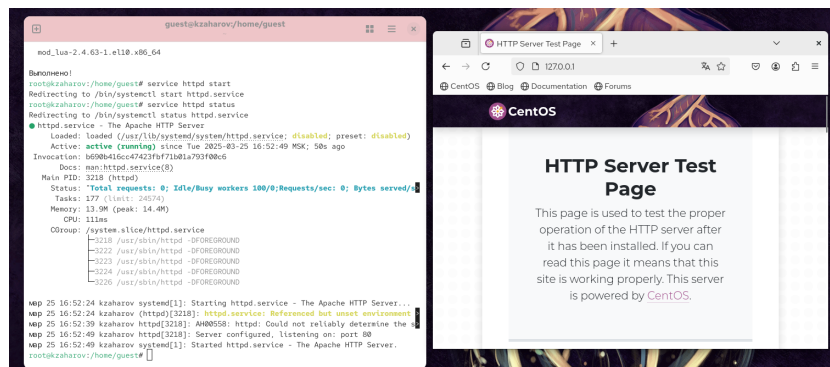 guest@kzaharov:/home/guest
mod_lua-2.4.63-1.el10.x86_64
Выполнено!
root@kzaharov:/home/guest# service httpd start
Redirecting to /bin/systemctl start httpd.service
root@kzaharov:/home/guest# service httpd status
Redirecting to /bin/systemctl status httpd.service
● httpd.service - The Apache HTTP Server
Loaded: loaded (/usr/lib/systemd/system/httpd.service; disabled; preset: disabled)
Active: active (running) since Tue 2025-03-25 16:52:49 MSK; 50s ago
Invocation: b690b416cc47423fbf71b01a793f00c6
Docs: man:httpd.service(8)
Main PID: 3218 (httpd)
Status: "Total requests: 0; Idle/Busy workers 100/0;Requests/sec: 0; Bytes served/s>
Tasks: 177 (limit: 24574)
Memory: 13.9M (peak: 14.4M)
CPU: 111ms
CGroup: /system.slice/httpd.service
├─3218 /usr/sbin/httpd -DFOREGROUND
├─3222 /usr/sbin/httpd -DFOREGROUND
├─3223 /usr/sbin/httpd -DFOREGROUND
├─3224 /usr/sbin/httpd -DFOREGROUND
└─3226 /usr/sbin/httpd -DFOREGROUND
мар 25 16:52:24 kzaharov systemd[1]: Starting httpd.service - The Apache HTTP Server...
мар 25 16:52:24 kzaharov (httpd)[3218]: httpd.service: Referenced but unset environment >
мар 25 16:52:39 kzaharov httpd[3218]: AH00558: httpd: Could not reliably determine the s>
мар 25 16:52:49 kzaharov httpd[3218]: Server configured, listening on: port 80
мар 25 16:52:49 kzaharov systemd[1]: Started httpd.service - The Apache HTTP Server.
root@kzaharov:/home/guest#
HTTP Server Test Page
127.0.0.1
CentOS Blog Documentation Forums
CentOS
HTTP Server Test
Page
This page is used to test the proper
operation of the HTTP server after
it has been installed. If you can
read this page it means that this
site is working properly. This server
is powered by CentOS.